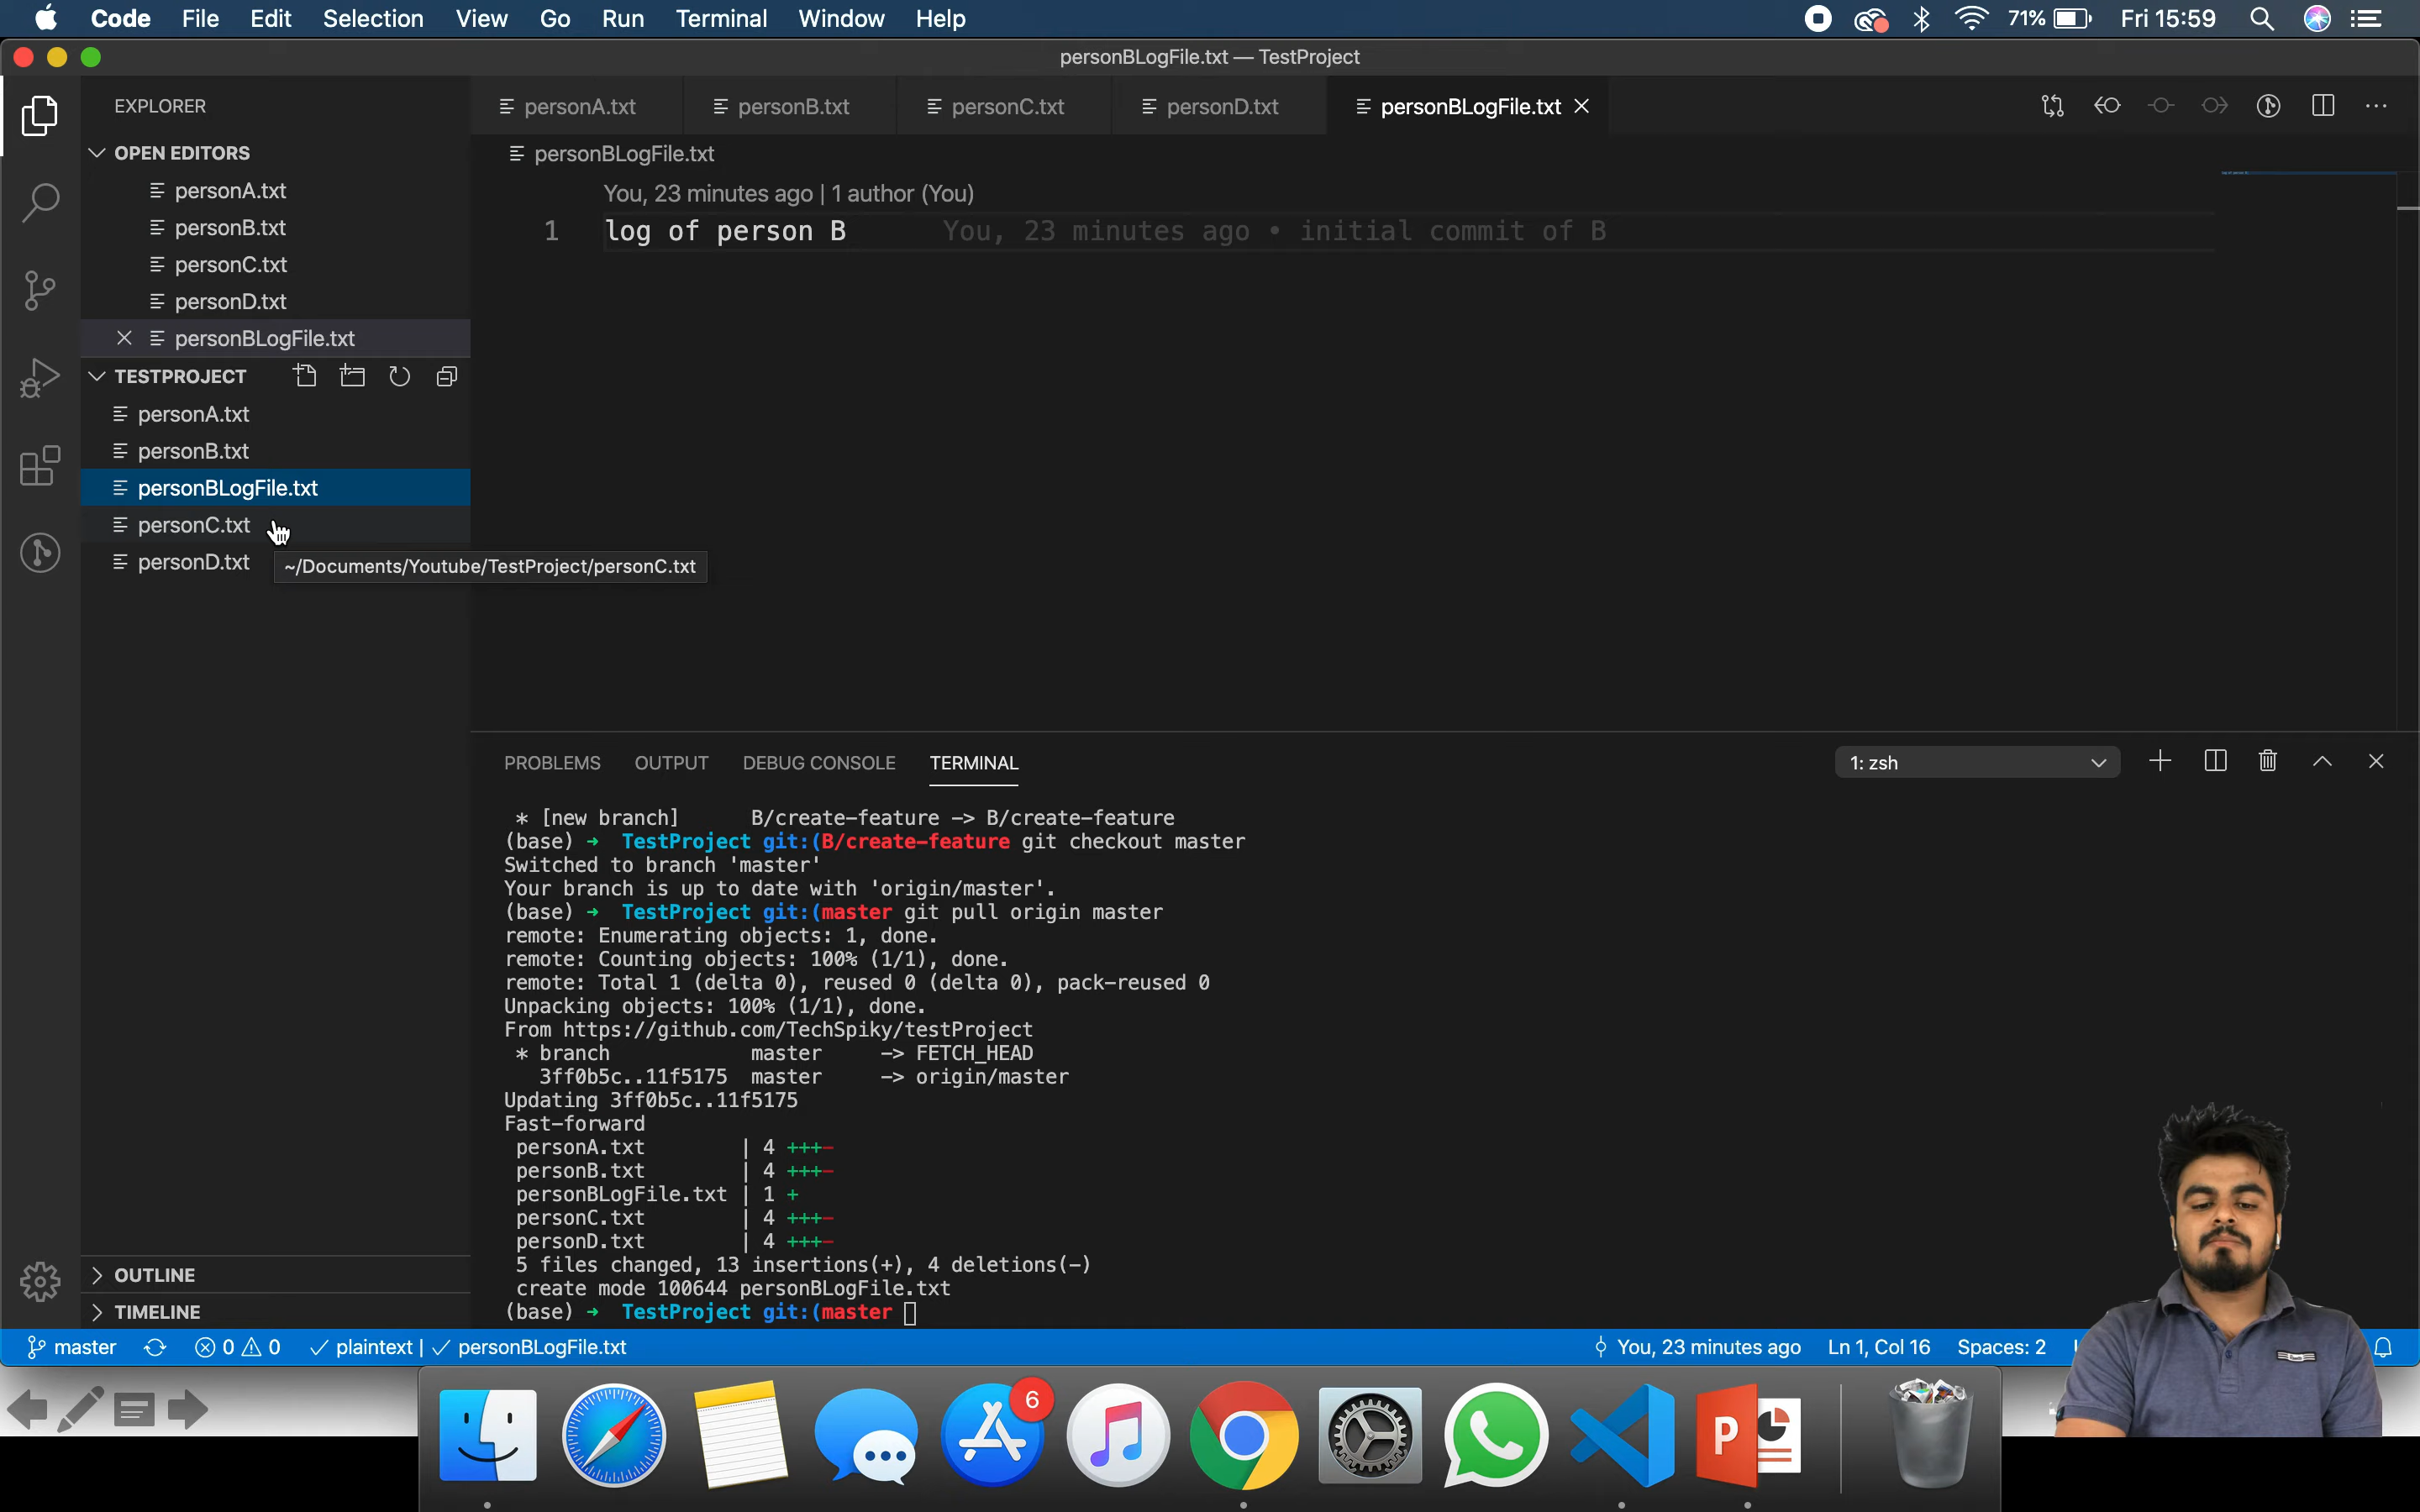 Code File Edit Selection View Go Run Terminal Window Help
71% Fri 15:59
personBLogFile.txt — TestProject
EXPLORER
OPEN EDITORS
personA.txt
personB.txt
personC.txt
personD.txt
personBLogFile.txt
TESTPROJECT
personA.txt
personB.txt
personBLogFile.txt
personC.txt
personD.txt
~/Documents/Youtube/TestProject/personC.txt
OUTLINE
TIMELINE
personA.txt personB.txt personC.txt personD.txt personBLogFile.txt
personBLogFile.txt
You, 23 minutes ago | 1 author (You)
1 log of person B You, 23 minutes ago • initial commit of B
PROBLEMS OUTPUT DEBUG CONSOLE TERMINAL
1: zsh
* [new branch] B/create-feature -> B/create-feature
(base) → TestProject git:(B/create-feature git checkout master
Switched to branch 'master'
Your branch is up to date with 'origin/master'.
(base) → TestProject git:(master git pull origin master
remote: Enumerating objects: 1, done.
remote: Counting objects: 100% (1/1), done.
remote: Total 1 (delta 0), reused 0 (delta 0), pack-reused 0
Unpacking objects: 100% (1/1), done.
From https://github.com/TechSpiky/testProject
* branch master -> FETCH_HEAD
3ff0b5c..11f5175 master -> origin/master
Updating 3ff0b5c..11f5175
Fast-forward
personA.txt | 4 +++-
personB.txt | 4 +++-
personBLogFile.txt | 1 +
personC.txt | 4 +++-
personD.txt | 4 +++-
5 files changed, 13 insertions(+), 4 deletions(-)
create mode 100644 personBLogFile.txt
(base) → TestProject git:(master
master 0 0 plaintext | personBLogFile.txt
You, 23 minutes ago Ln 1, Col 16 Spaces: 2
6
P